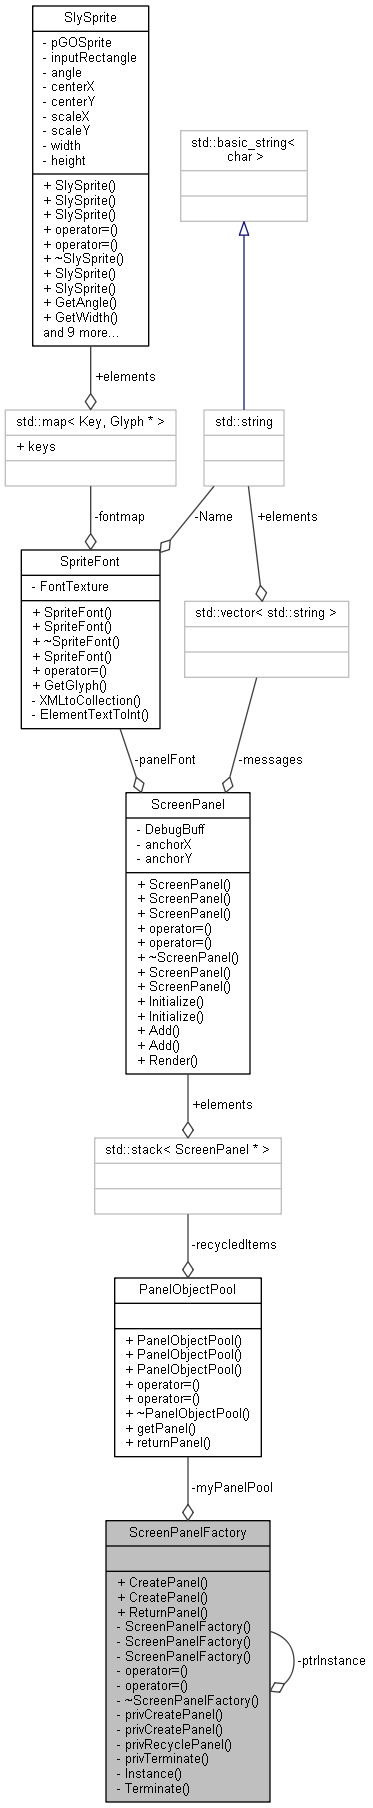 SlySprite
- pGOSprite
- inputRectangle
- angle
- centerX
- centerY
- scaleX
- scaleY
- width
- height
+ SlySprite()
+ SlySprite()
+ SlySprite()
+ operator=()
+ operator=()
+ ~SlySprite()
+ SlySprite()
+ SlySprite()
+ GetAngle()
+ GetWidth()
and 9 more...
std::basic_string<
char >
+elements
std::map< Key, Glyph * >
+ keys
std::string
-fontmap
-Name
+elements
SpriteFont
- FontTexture
+ SpriteFont()
+ SpriteFont()
+ ~SpriteFont()
+ SpriteFont()
+ operator=()
+ GetGlyph()
- XMLtoCollection()
- ElementTextToInt()
std::vector< std::string >
-panelFont
-messages
ScreenPanel
- DebugBuff
- anchorX
- anchorY
+ ScreenPanel()
+ ScreenPanel()
+ ScreenPanel()
+ operator=()
+ operator=()
+ ~ScreenPanel()
+ ScreenPanel()
+ ScreenPanel()
+ Initialize()
+ Initialize()
+ Add()
+ Add()
+ Render()
+elements
std::stack< ScreenPanel * >
-recycledItems
PanelObjectPool
+ PanelObjectPool()
+ PanelObjectPool()
+ PanelObjectPool()
+ operator=()
+ operator=()
+ ~PanelObjectPool()
+ getPanel()
+ returnPanel()
-myPanelPool
ScreenPanelFactory
+ CreatePanel()
+ CreatePanel()
+ ReturnPanel()
- ScreenPanelFactory()
- ScreenPanelFactory()
- ScreenPanelFactory()
- operator=()
- operator=()
- ~ScreenPanelFactory()
- privCreatePanel()
- privCreatePanel()
- privRecyclePanel()
- privTerminate()
- Instance()
- Terminate()
-ptrInstance